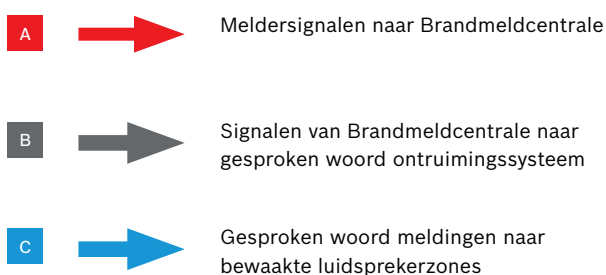 A
Meldersignalen naar Brandmeldcentrale
B
Signalen van Brandmeldcentrale naar
gesproken woord ontruimingssysteem
C
Gesproken woord meldingen naar
bewaakte luidsprekerzones